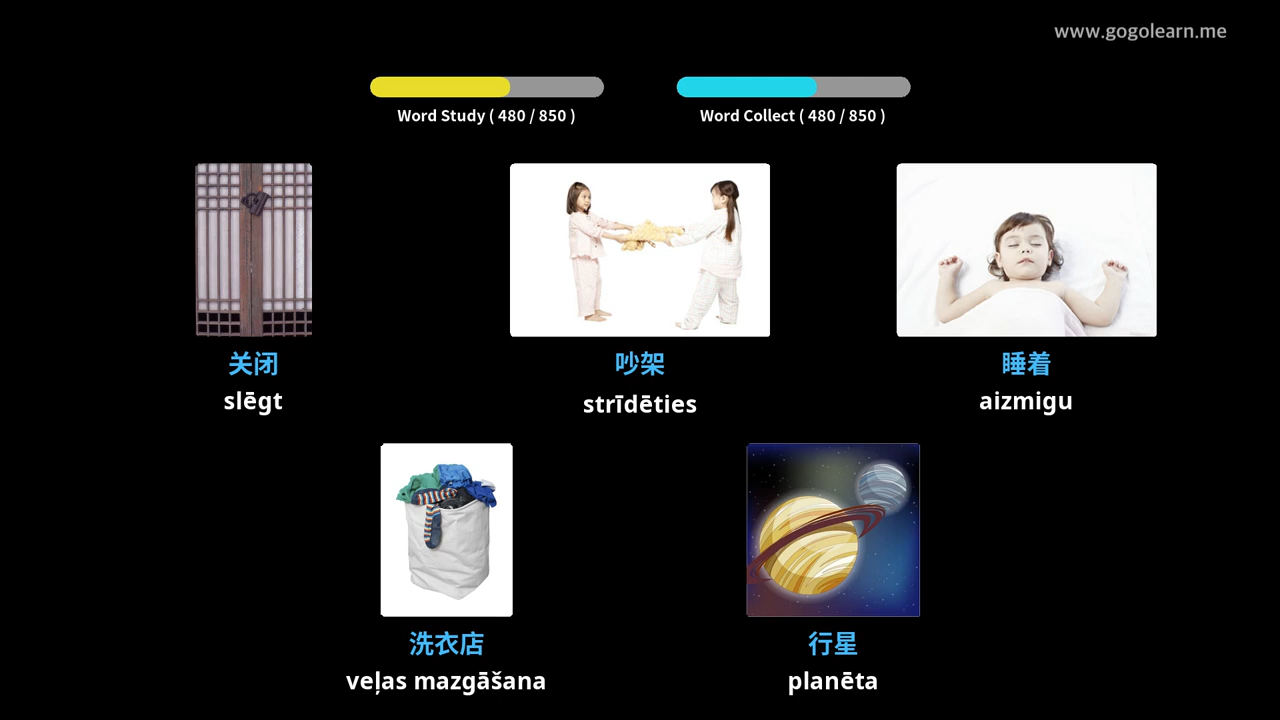 www.gogolearn.me
Word Study ( 480 / 850 )
Word Collect ( 480 / 850 )
关闭
slēgt
吵架
strīdēties
睡着
aizmigu
洗衣店
veļas mazgāšana
行星
planēta